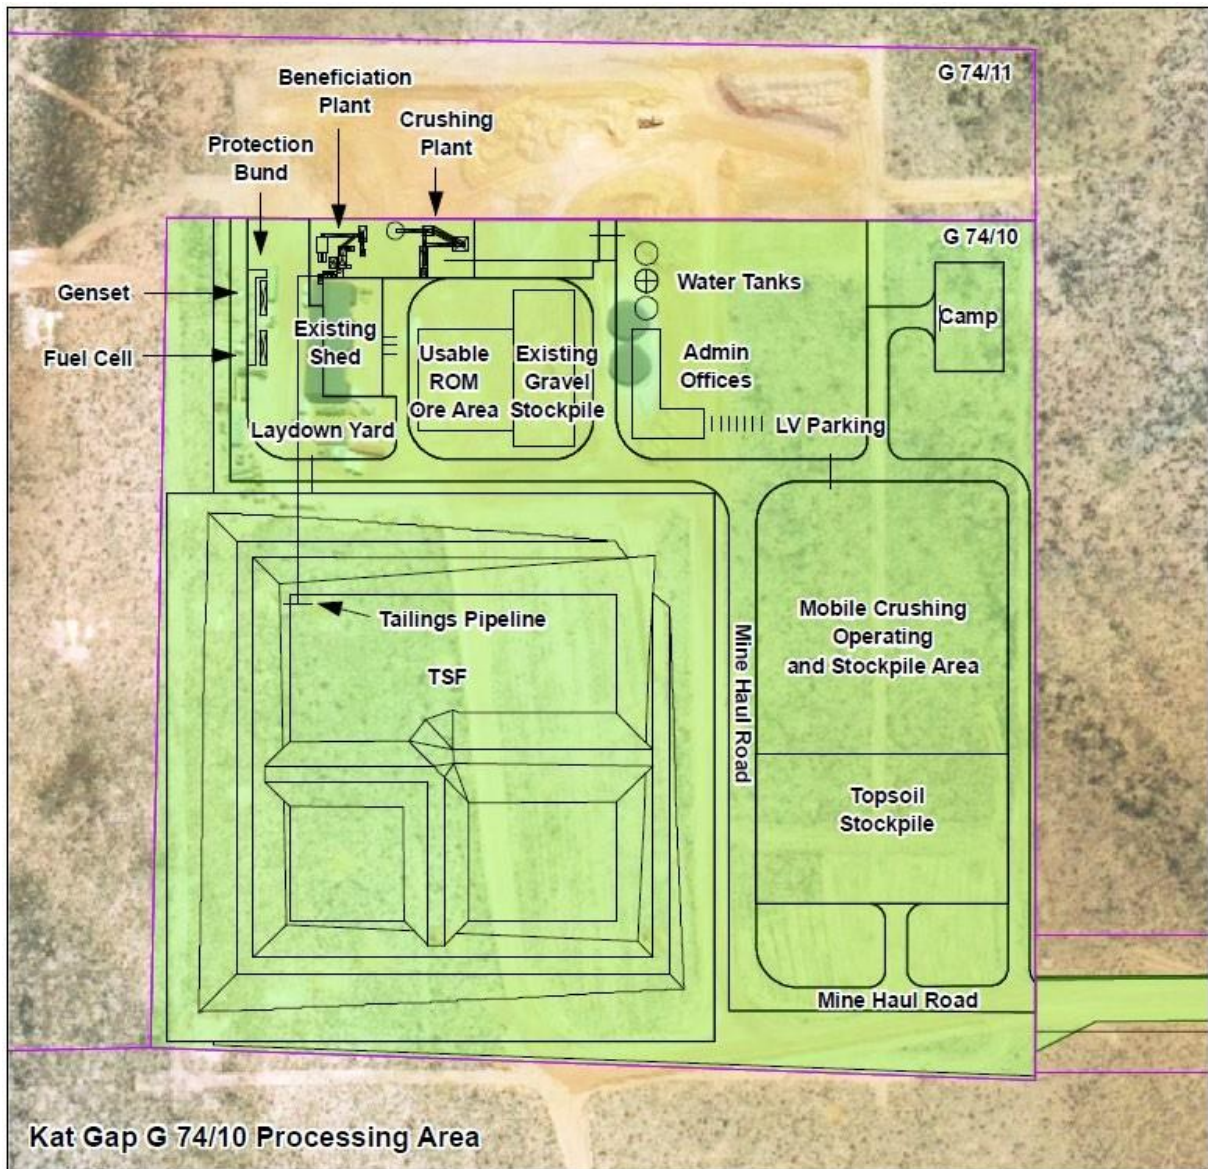 G 74/11
Beneficiation
Plant
Crushing
Plant
Protection
Bund
G 74/10
Genset
Water Tanks
Camp
Existing
Shed
Fuel Cell
Usable
ROM
Ore Area
Existing
Gravel
Stockpile
Admin
Offices
Laydown Yard
LV Parking
Mobile Crushing
Operating
and Stockpile Area
Tailings Pipeline
TSF
Mine Haul Road
Topsoil
Stockpile
Mine Haul Road
Kat Gap G 74/10 Processing Area